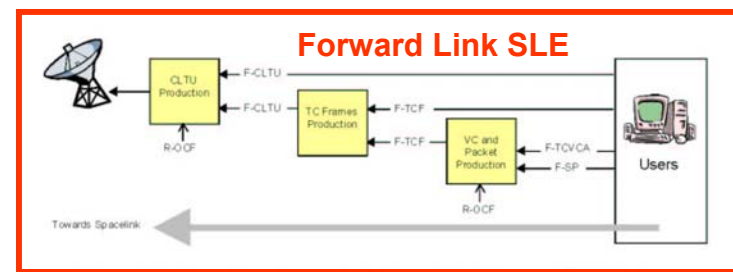 Forward Link SLE
CLTU
Production
F-CLTU
F-CLTU
R-OCF
TC Frames
Production
F-TCF
F-TCF
VC and
Packet
Production
F-TCVCA
F-SP
R-OCF
Users
Towards Spacelink